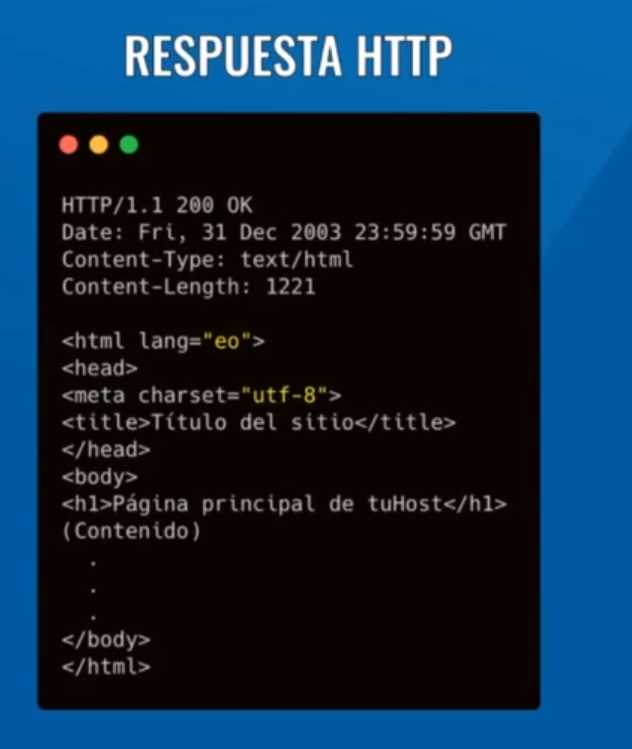 RESPUESTA HTTP
HTTP/1.1 200 OK
Date: Fri, 31 Dec 2003 23:59:59 GMT
Content-Type: text/html
Content-Length: 1221
<html lang="eo">
<head>
<meta charset="utf-8">
<title>Título del sitio</title>
</head>
<body>
<h1>Página principal de tuHost</h1>
(Contenido)
.
.
.
</body>
</html>